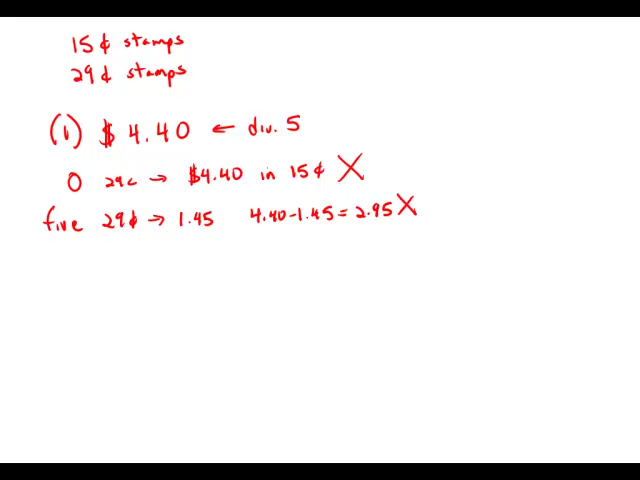 15¢ stamps
29¢ stamps
(1) $4.40 ← div. 5
0 29c → $4.40 in 15¢ X
five 29¢ → 1.45 4.40-1.45 = 2.95 X